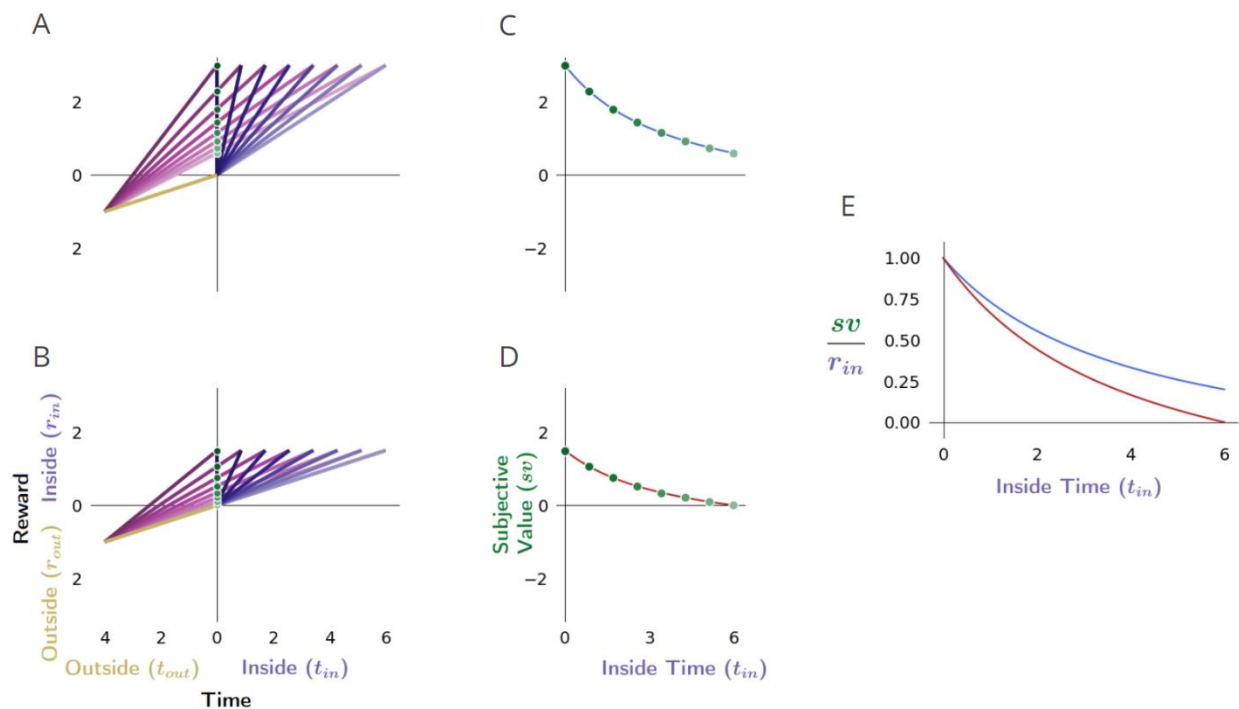 A
2
0
2
B
Reward
Inside (r_in)
Outside (r_out)
2
0
2
4 2 0 2 4 6
Outside (t_out) Inside (t_in)
Time
C
2
0
−2
D
Subjective
Value (sv)
2
0
−2
0 3 6
Inside Time (t_in)
E
sv
r_in
1.00
0.75
0.50
0.25
0.00
0 2 4 6
Inside Time (t_in)